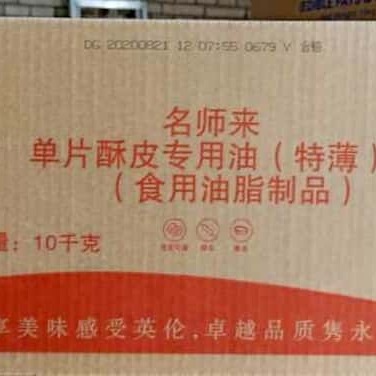 DG 20200821 12 07:55 0679 Y 合格
名师来
单片酥皮专用油（特薄）
（食用油脂制品）
量：10千克
享美味感受英伦，卓越品质隽永